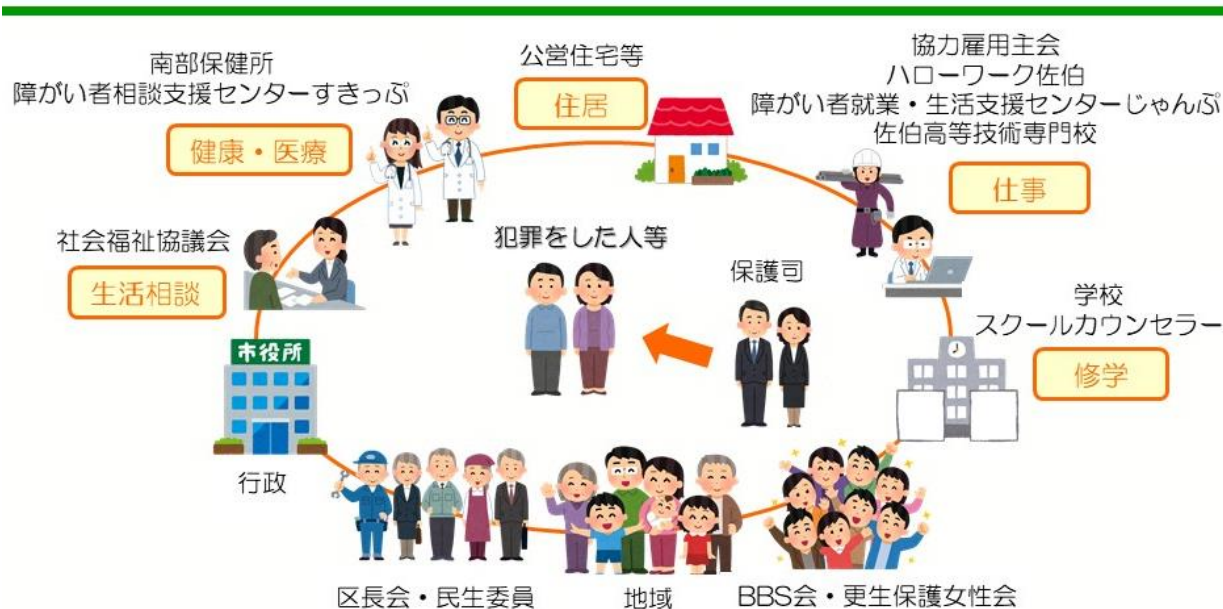 南部保健所
障がい者相談支援センターすきっぷ
健康・医療
公営住宅等
住居
協力雇用主会
ハローワーク佐伯
障がい者就業・生活支援センターじゃんぷ
佐伯高等技術専門校
仕事
社会福祉協議会
生活相談
犯罪をした人等
保護司
学校
スクールカウンセラー
修学
市役所
行政
区長会・民生委員
地域
BBS会・更生保護女性会